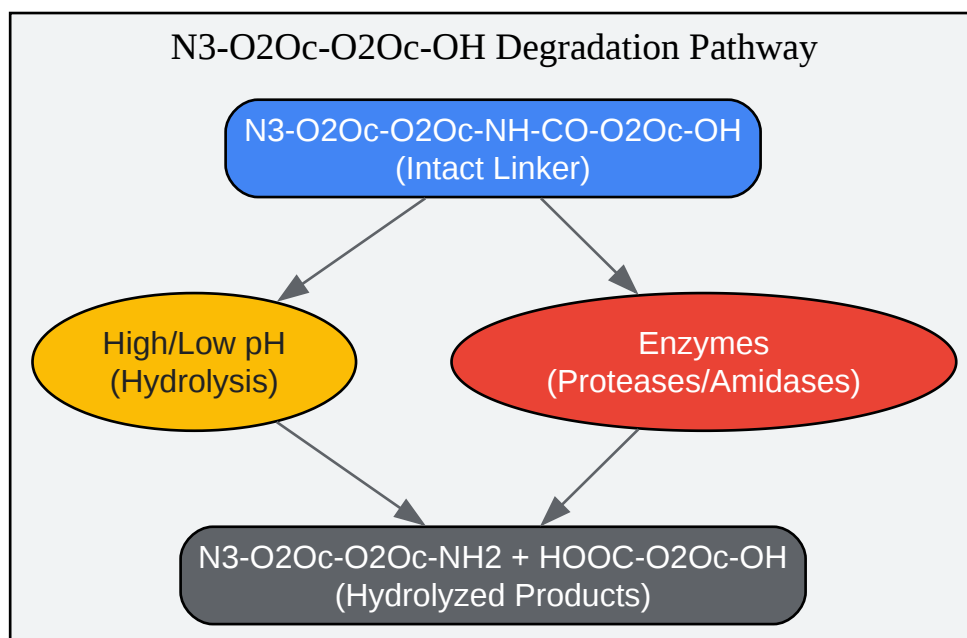 N3-O2Oc-O2Oc-OH Degradation Pathway
N3-O2Oc-O2Oc-NH-CO-O2Oc-OH
(Intact Linker)
High/Low pH
(Hydrolysis)
Enzymes
(Proteases/Amidases)
N3-O2Oc-O2Oc-NH2 + HOOC-O2Oc-OH
(Hydrolyzed Products)